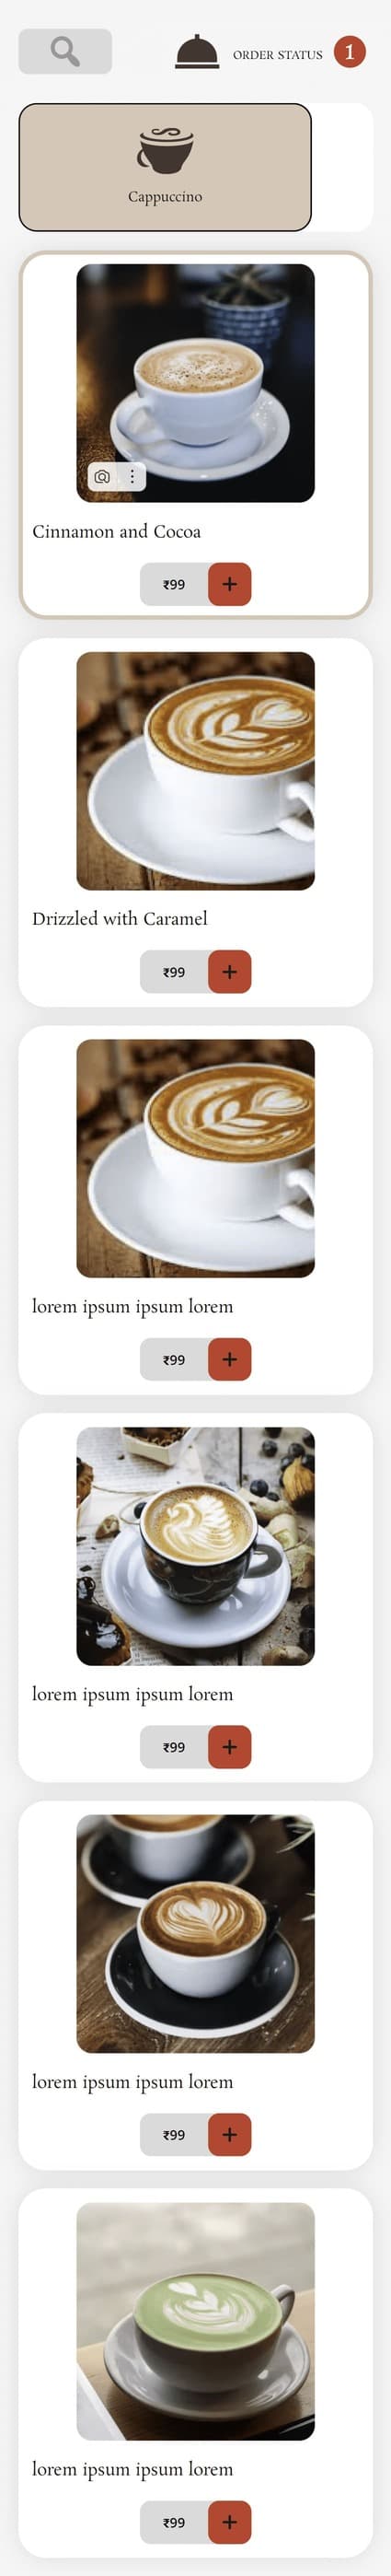 ORDER STATUS 1
Cappuccino
Cinnamon and Cocoa
₹99 +
Drizzled with Caramel
₹99 +
lorem ipsum ipsum lorem
₹99 +
lorem ipsum ipsum lorem
₹99 +
lorem ipsum ipsum lorem
₹99 +
lorem ipsum ipsum lorem
₹99 +